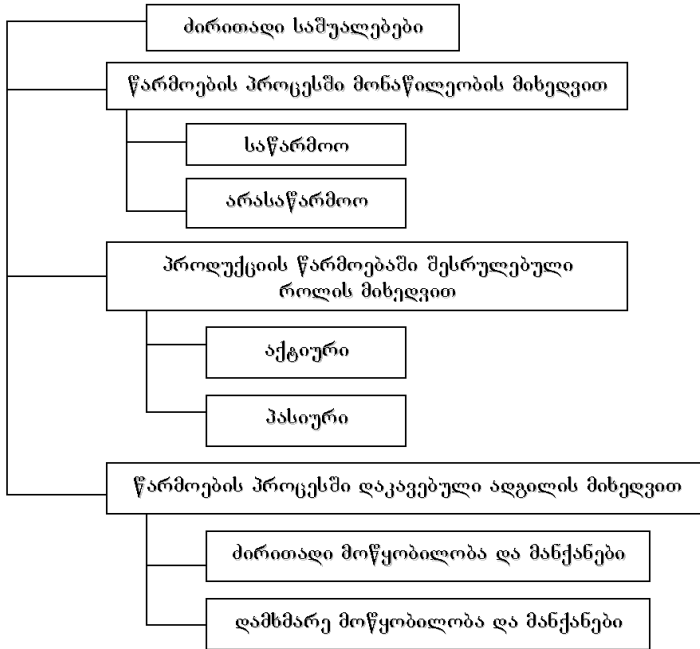 ძირითადი საშუალებები
წარმოების პროცესში მონაწილეობის მიხედვით
საწარმოო
არასაწარმოო
პროდუქციის წარმოებაში შესრულებული
როლის მიხედვით
აქტიური
პასიური
წარმოების პროცესში დაკავებული ადგილის მიხედვით
ძირითადი მოწყობილობა და მანქანები
დამხმარე მოწყობილობა და მანქანები